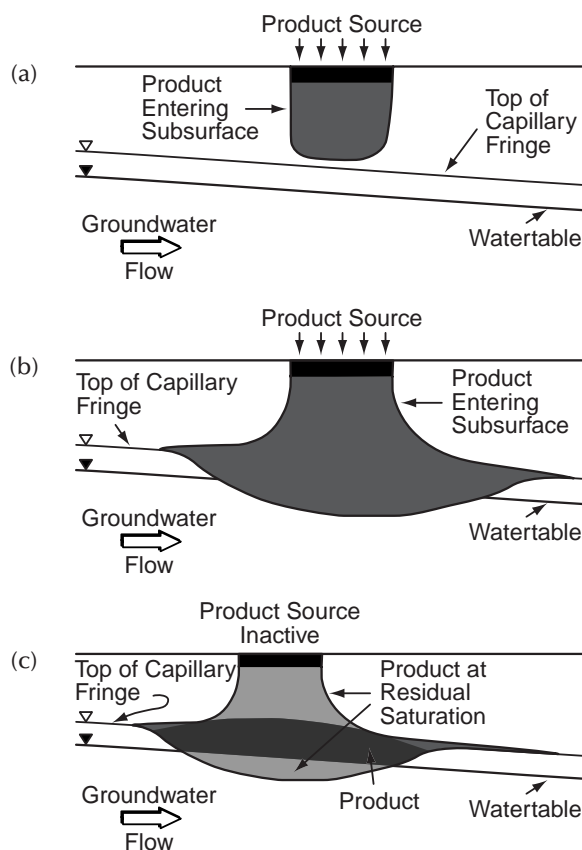 Product Source
(a)
Product
Entering
Subsurface
Top of
Capillary
Fringe
Groundwater
Flow
Watertable
Product Source
(b)
Top of Capillary
Fringe
Product
Entering
Subsurface
Groundwater
Flow
Watertable
Product Source
Inactive
(c)
Top of Capillary
Fringe
Product at
Residual
Saturation
Groundwater
Flow
Product
Watertable